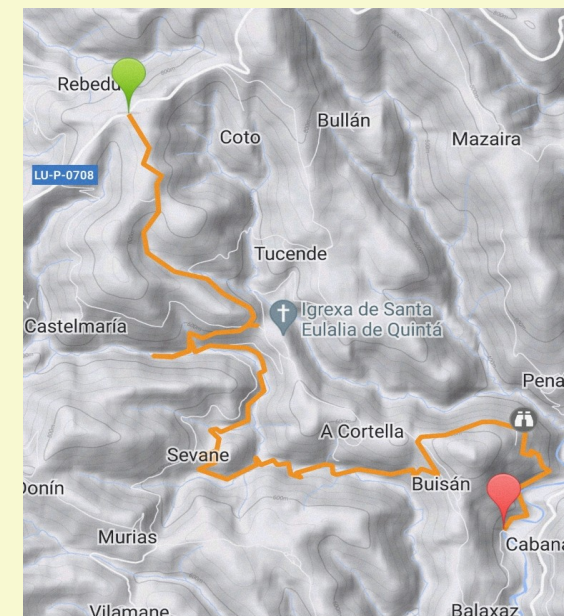 Rebedu
Coto
Bullán
Mazaira
LU-P-0708
Tucende
Igrexa de Santa
Eulalia de Quintá
Castelmaría
Pena
A Cortella
Sevane
Buisán
Donín
Murias
Cabana
Vilamane
Balaxaz